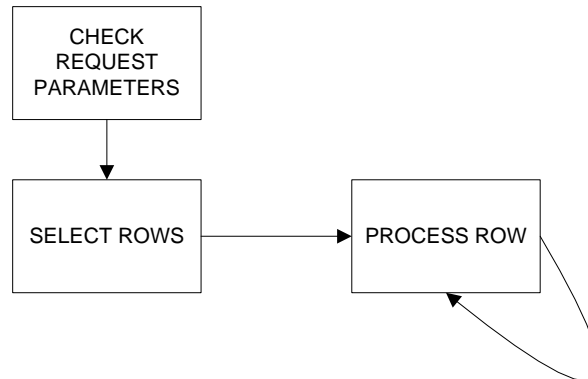 CHECK
REQUEST
PARAMETERS
SELECT ROWS
PROCESS ROW